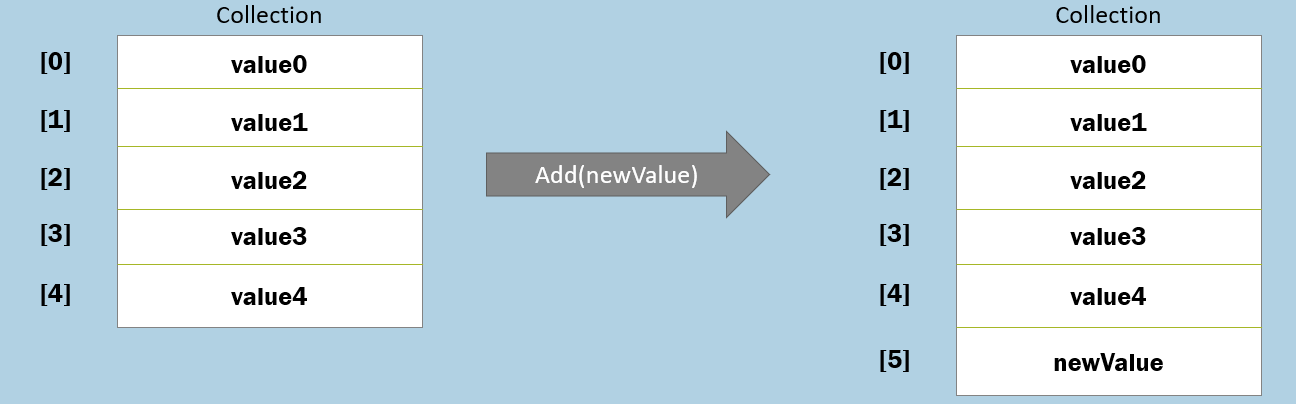 Collection
[0] value0
[1] value1
[2] value2
[3] value3
[4] value4
Add(newValue)
Collection
[0] value0
[1] value1
[2] value2
[3] value3
[4] value4
[5] newValue